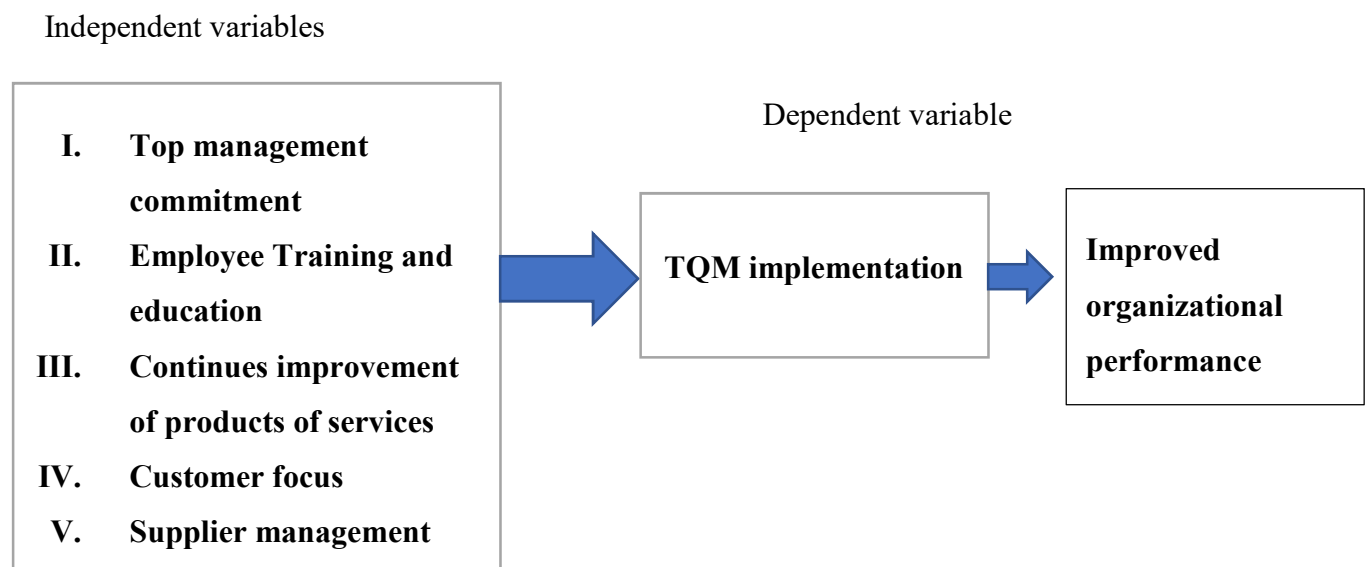 Independent variables
I. Top management
commitment
II. Employee Training and
education
III. Continues improvement
of products of services
IV. Customer focus
V. Supplier management
Dependent variable
TQM implementation
Improved
organizational
performance